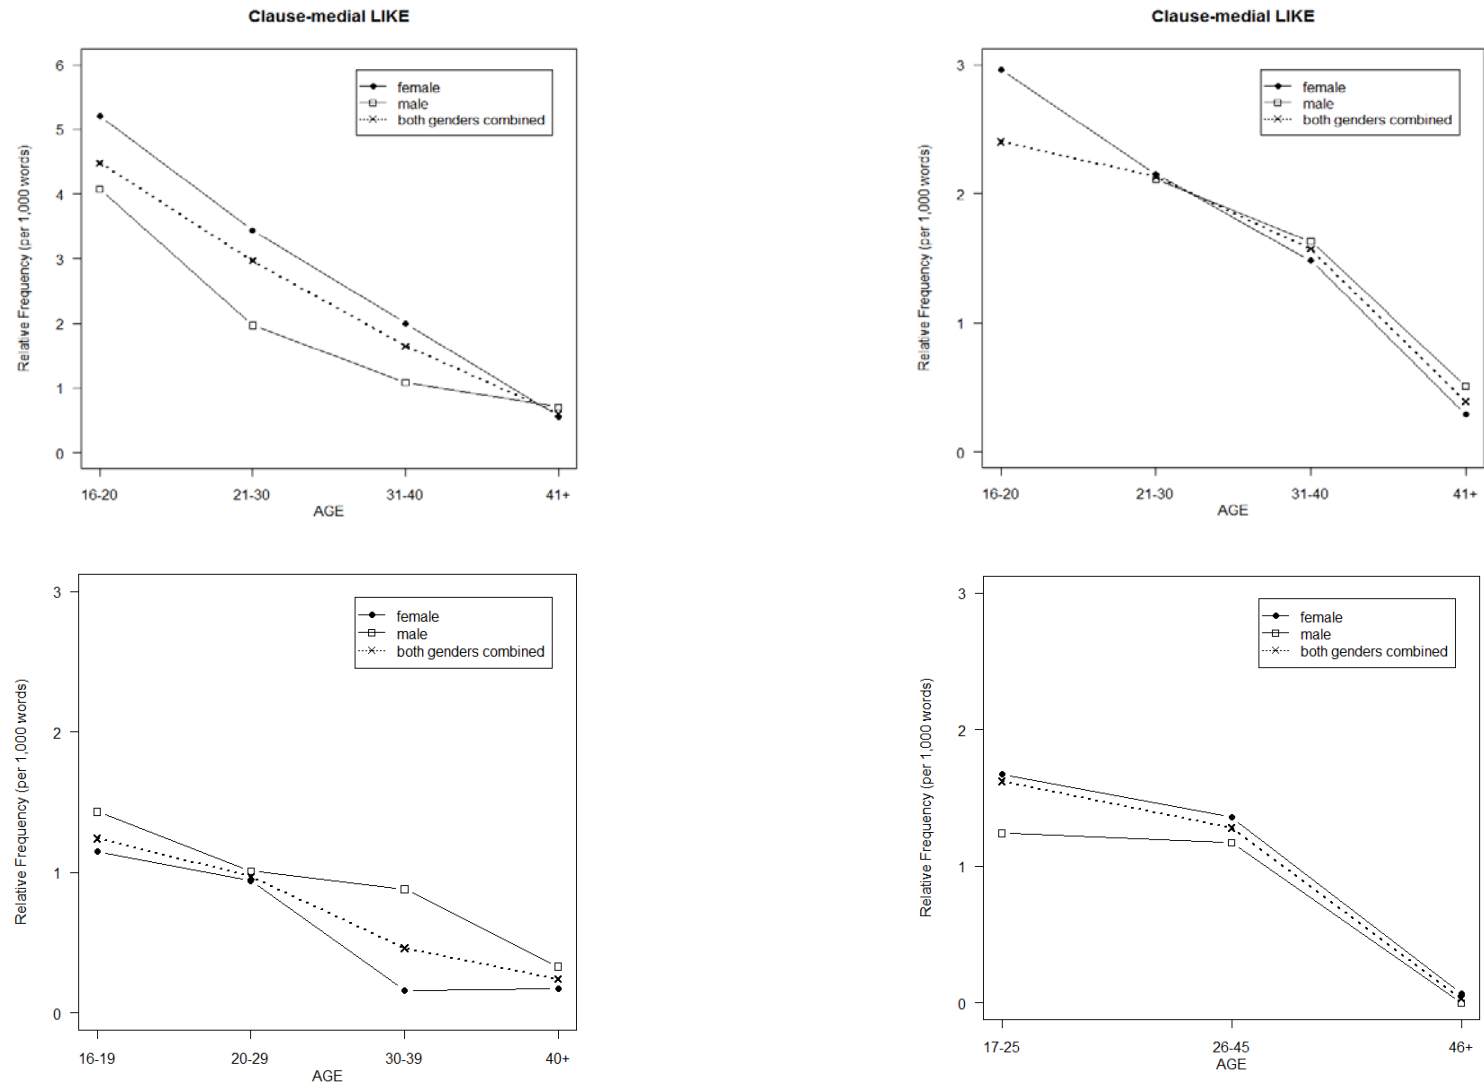 Clause-medial LIKE
Relative Frequency (per 1,000 words)
6
5
4
3
2
1
0
female
male
both genders combined
16-20
21-30
31-40
41+
AGE
Clause-medial LIKE
Relative Frequency (per 1,000 words)
3
2
1
0
female
male
both genders combined
16-20
21-30
31-40
41+
AGE
Relative Frequency (per 1,000 words)
3
2
1
0
female
male
both genders combined
16-19
20-29
30-39
40+
AGE
Relative Frequency (per 1,000 words)
3
2
1
0
female
male
both genders combined
17-25
26-45
46+
AGE